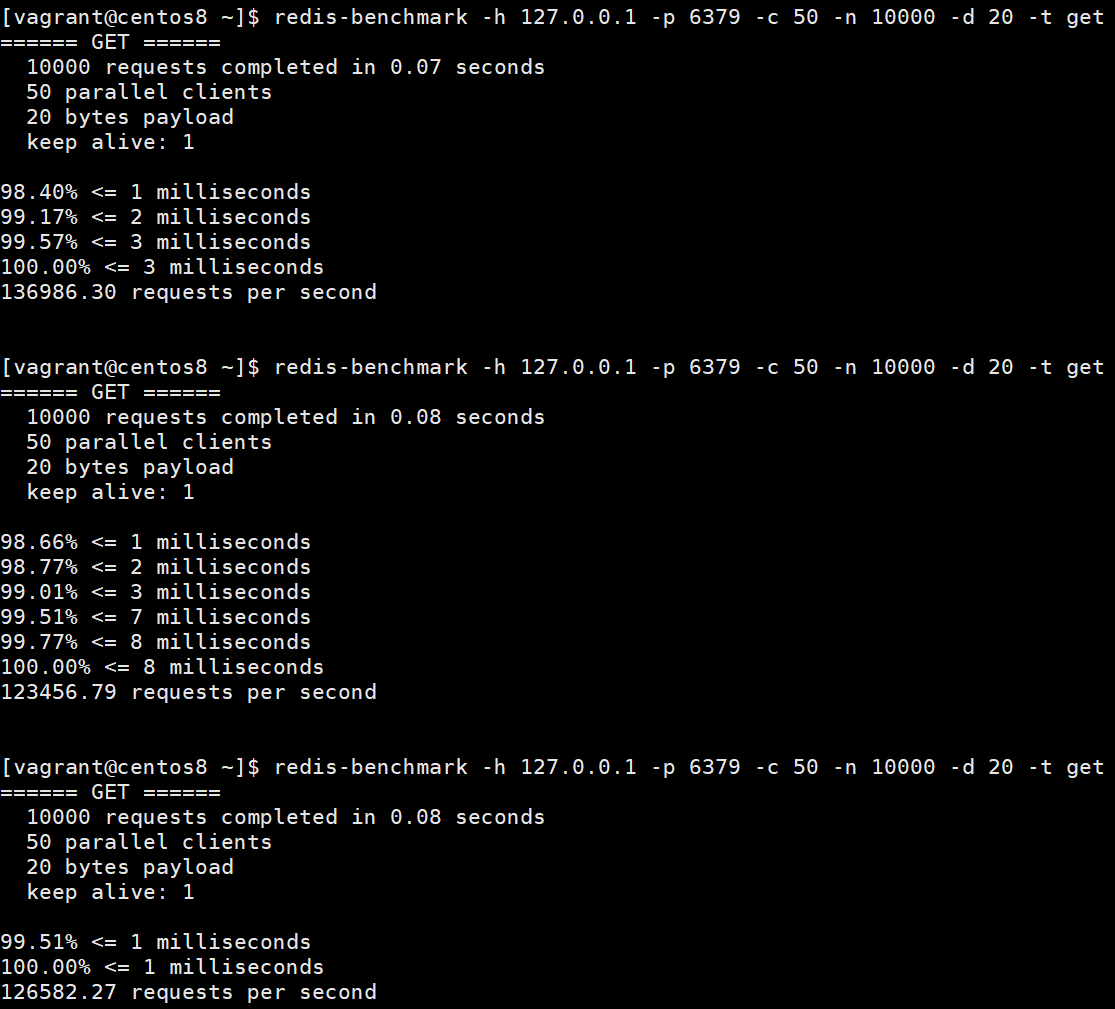 [vagrant@centos8 ~]$ redis-benchmark -h 127.0.0.1 -p 6379 -c 50 -n 10000 -d 20 -t get
====== GET ======
  10000 requests completed in 0.07 seconds
  50 parallel clients
  20 bytes payload
  keep alive: 1

98.40% <= 1 milliseconds
99.17% <= 2 milliseconds
99.57% <= 3 milliseconds
100.00% <= 3 milliseconds
136986.30 requests per second

[vagrant@centos8 ~]$ redis-benchmark -h 127.0.0.1 -p 6379 -c 50 -n 10000 -d 20 -t get
====== GET ======
  10000 requests completed in 0.08 seconds
  50 parallel clients
  20 bytes payload
  keep alive: 1

98.66% <= 1 milliseconds
98.77% <= 2 milliseconds
99.01% <= 3 milliseconds
99.51% <= 7 milliseconds
99.77% <= 8 milliseconds
100.00% <= 8 milliseconds
123456.79 requests per second

[vagrant@centos8 ~]$ redis-benchmark -h 127.0.0.1 -p 6379 -c 50 -n 10000 -d 20 -t get
====== GET ======
  10000 requests completed in 0.08 seconds
  50 parallel clients
  20 bytes payload
  keep alive: 1

99.51% <= 1 milliseconds
100.00% <= 1 milliseconds
126582.27 requests per second